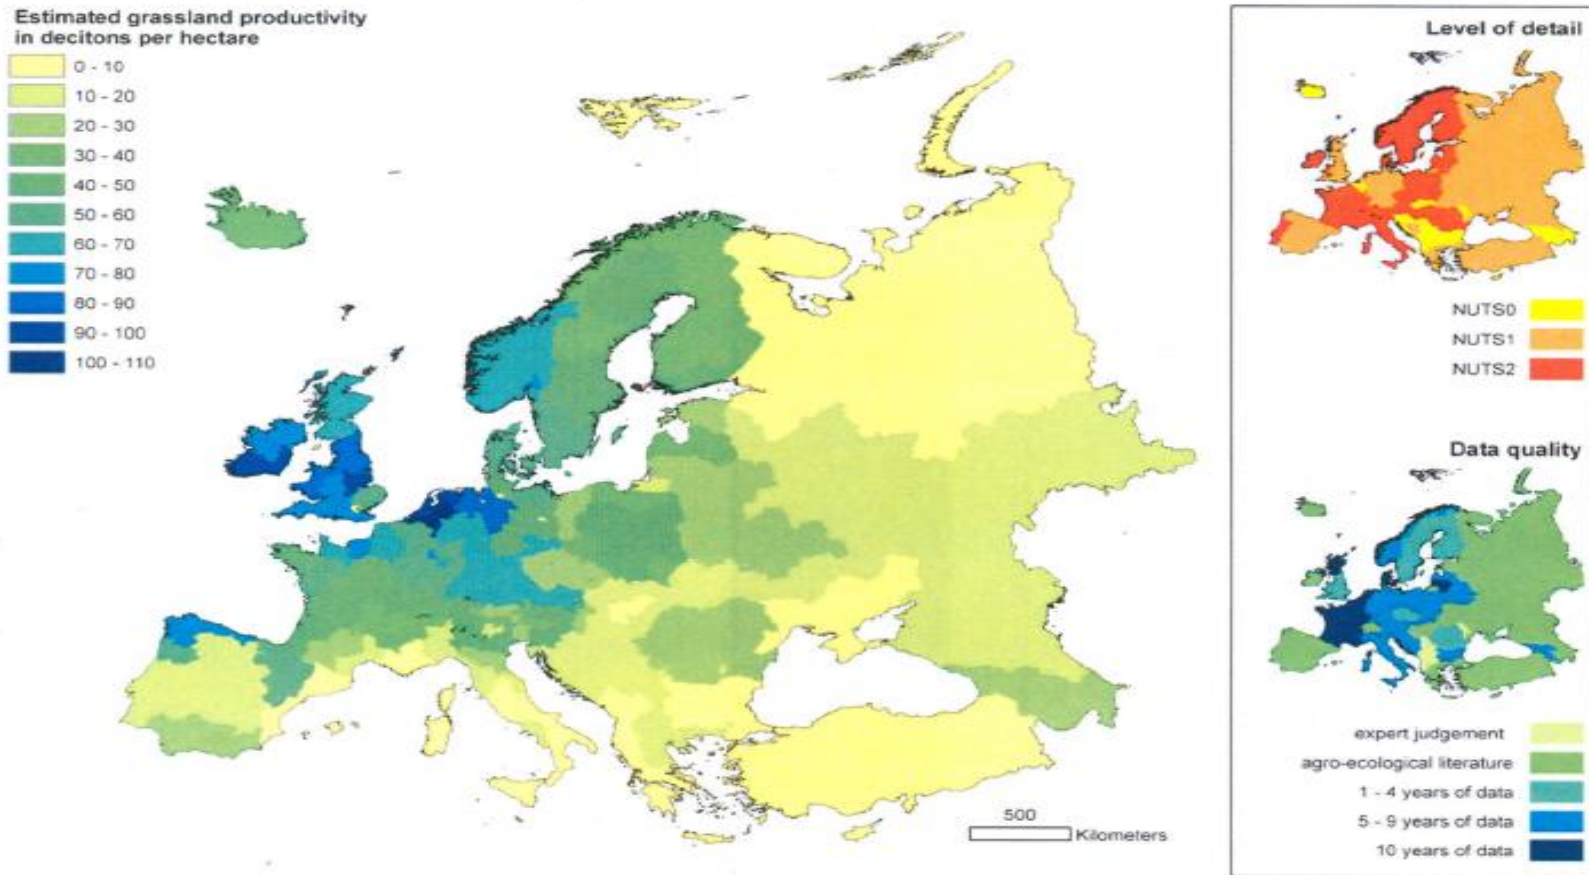 Estimated grassland productivity
in decitons per hectare
0 - 10
10 - 20
20 - 30
30 - 40
40 - 50
50 - 60
60 - 70
70 - 80
80 - 90
90 - 100
100 - 110
500
Kilometers
Level of detail
NUTS0
NUTS1
NUTS2
Data quality
expert judgement
agro-ecological literature
1 - 4 years of data
5 - 9 years of data
10 years of data